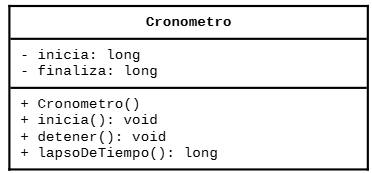 Cronometro
- inicia: long
- finaliza: long
+ Cronometro()
+ inicia(): void
+ detener(): void
+ lapsoDeTiempo(): long